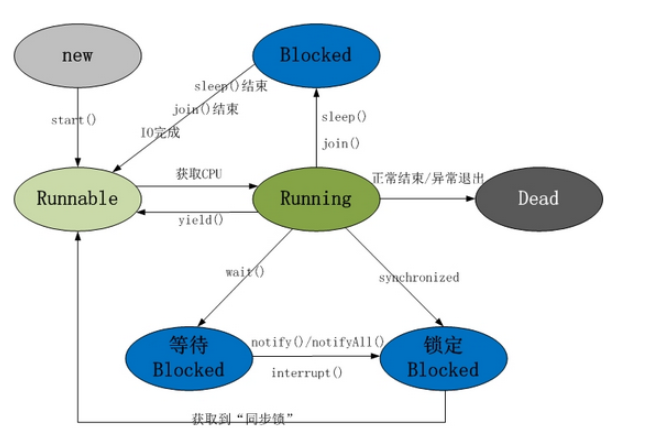 new
Blocked
sleep()结束
join()结束
IO完成
start()
sleep()
join()
获取CPU
正常结束/异常退出
Runnable
Running
Dead
yield()
wait()
synchronized
等待
Blocked
notify()/notifyAll()
interrupt()
锁定
Blocked
获取到“同步锁”